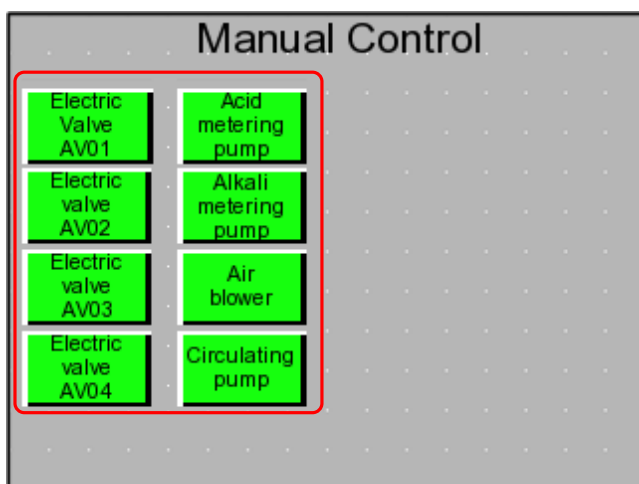 Manual Control
Electric
Valve
AV01
Acid
metering
pump
Electric
valve
AV02
Alkali
metering
pump
Electric
valve
AV03
Air
blower
Electric
valve
AV04
Circulating
pump